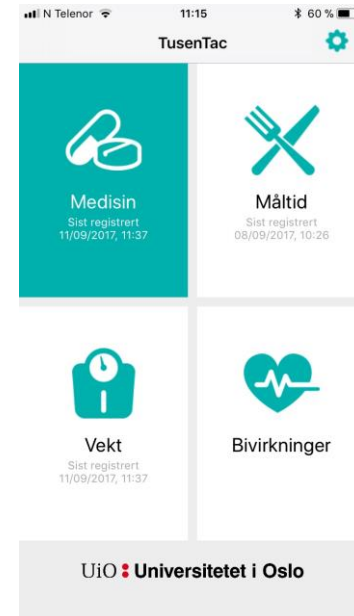 N Telenor 11:15 60 %
TusenTac
Medisin
Sist registrert
11/09/2017, 11:37
Måltid
Sist registrert
08/09/2017, 10:26
Vekt
Sist registrert
11/09/2017, 11:37
Bivirkninger
UiO : Universitetet i Oslo